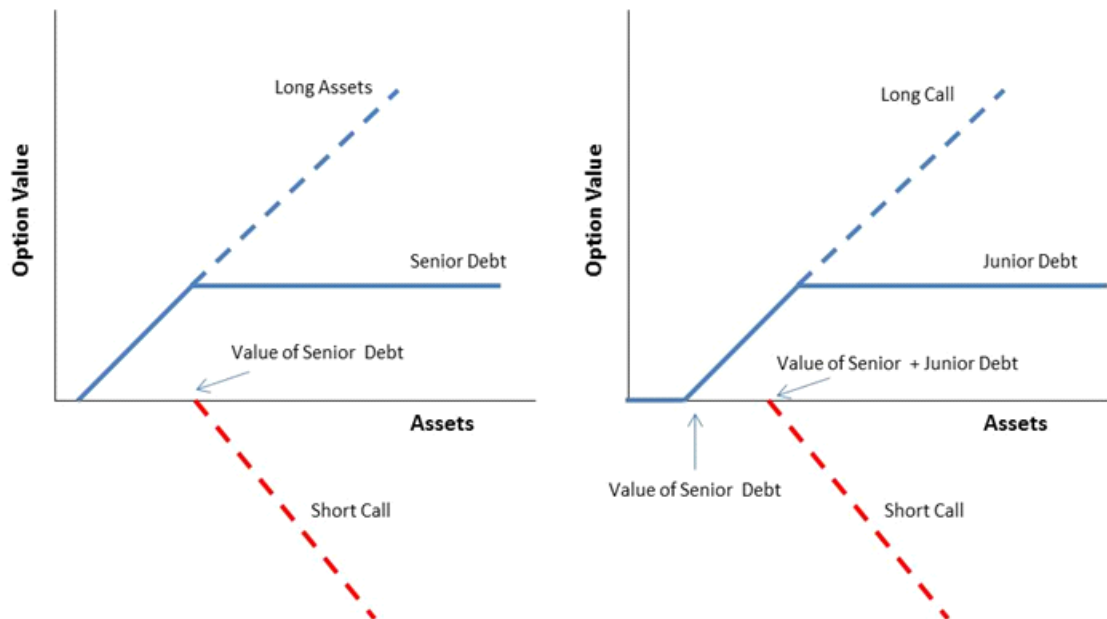 Long Assets
Option Value
Senior Debt
Value of Senior Debt
Assets
Short Call
Long Call
Option Value
Junior Debt
Value of Senior + Junior Debt
Assets
Value of Senior Debt
Short Call